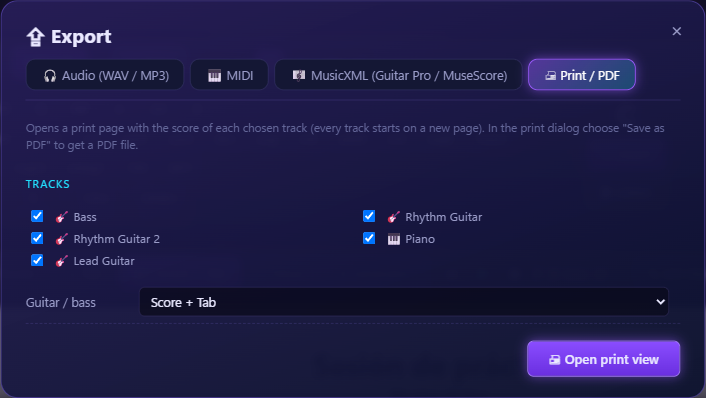 Export
Audio (WAV / MP3)
MIDI
MusicXML (Guitar Pro / MuseScore)
Print / PDF
Opens a print page with the score of each chosen track (every track starts on a new page). In the print dialog choose "Save as
PDF" to get a PDF file.
TRACKS
Bass
Rhythm Guitar
Rhythm Guitar 2
Piano
Lead Guitar
Guitar / bass
Score + Tab
Open print view